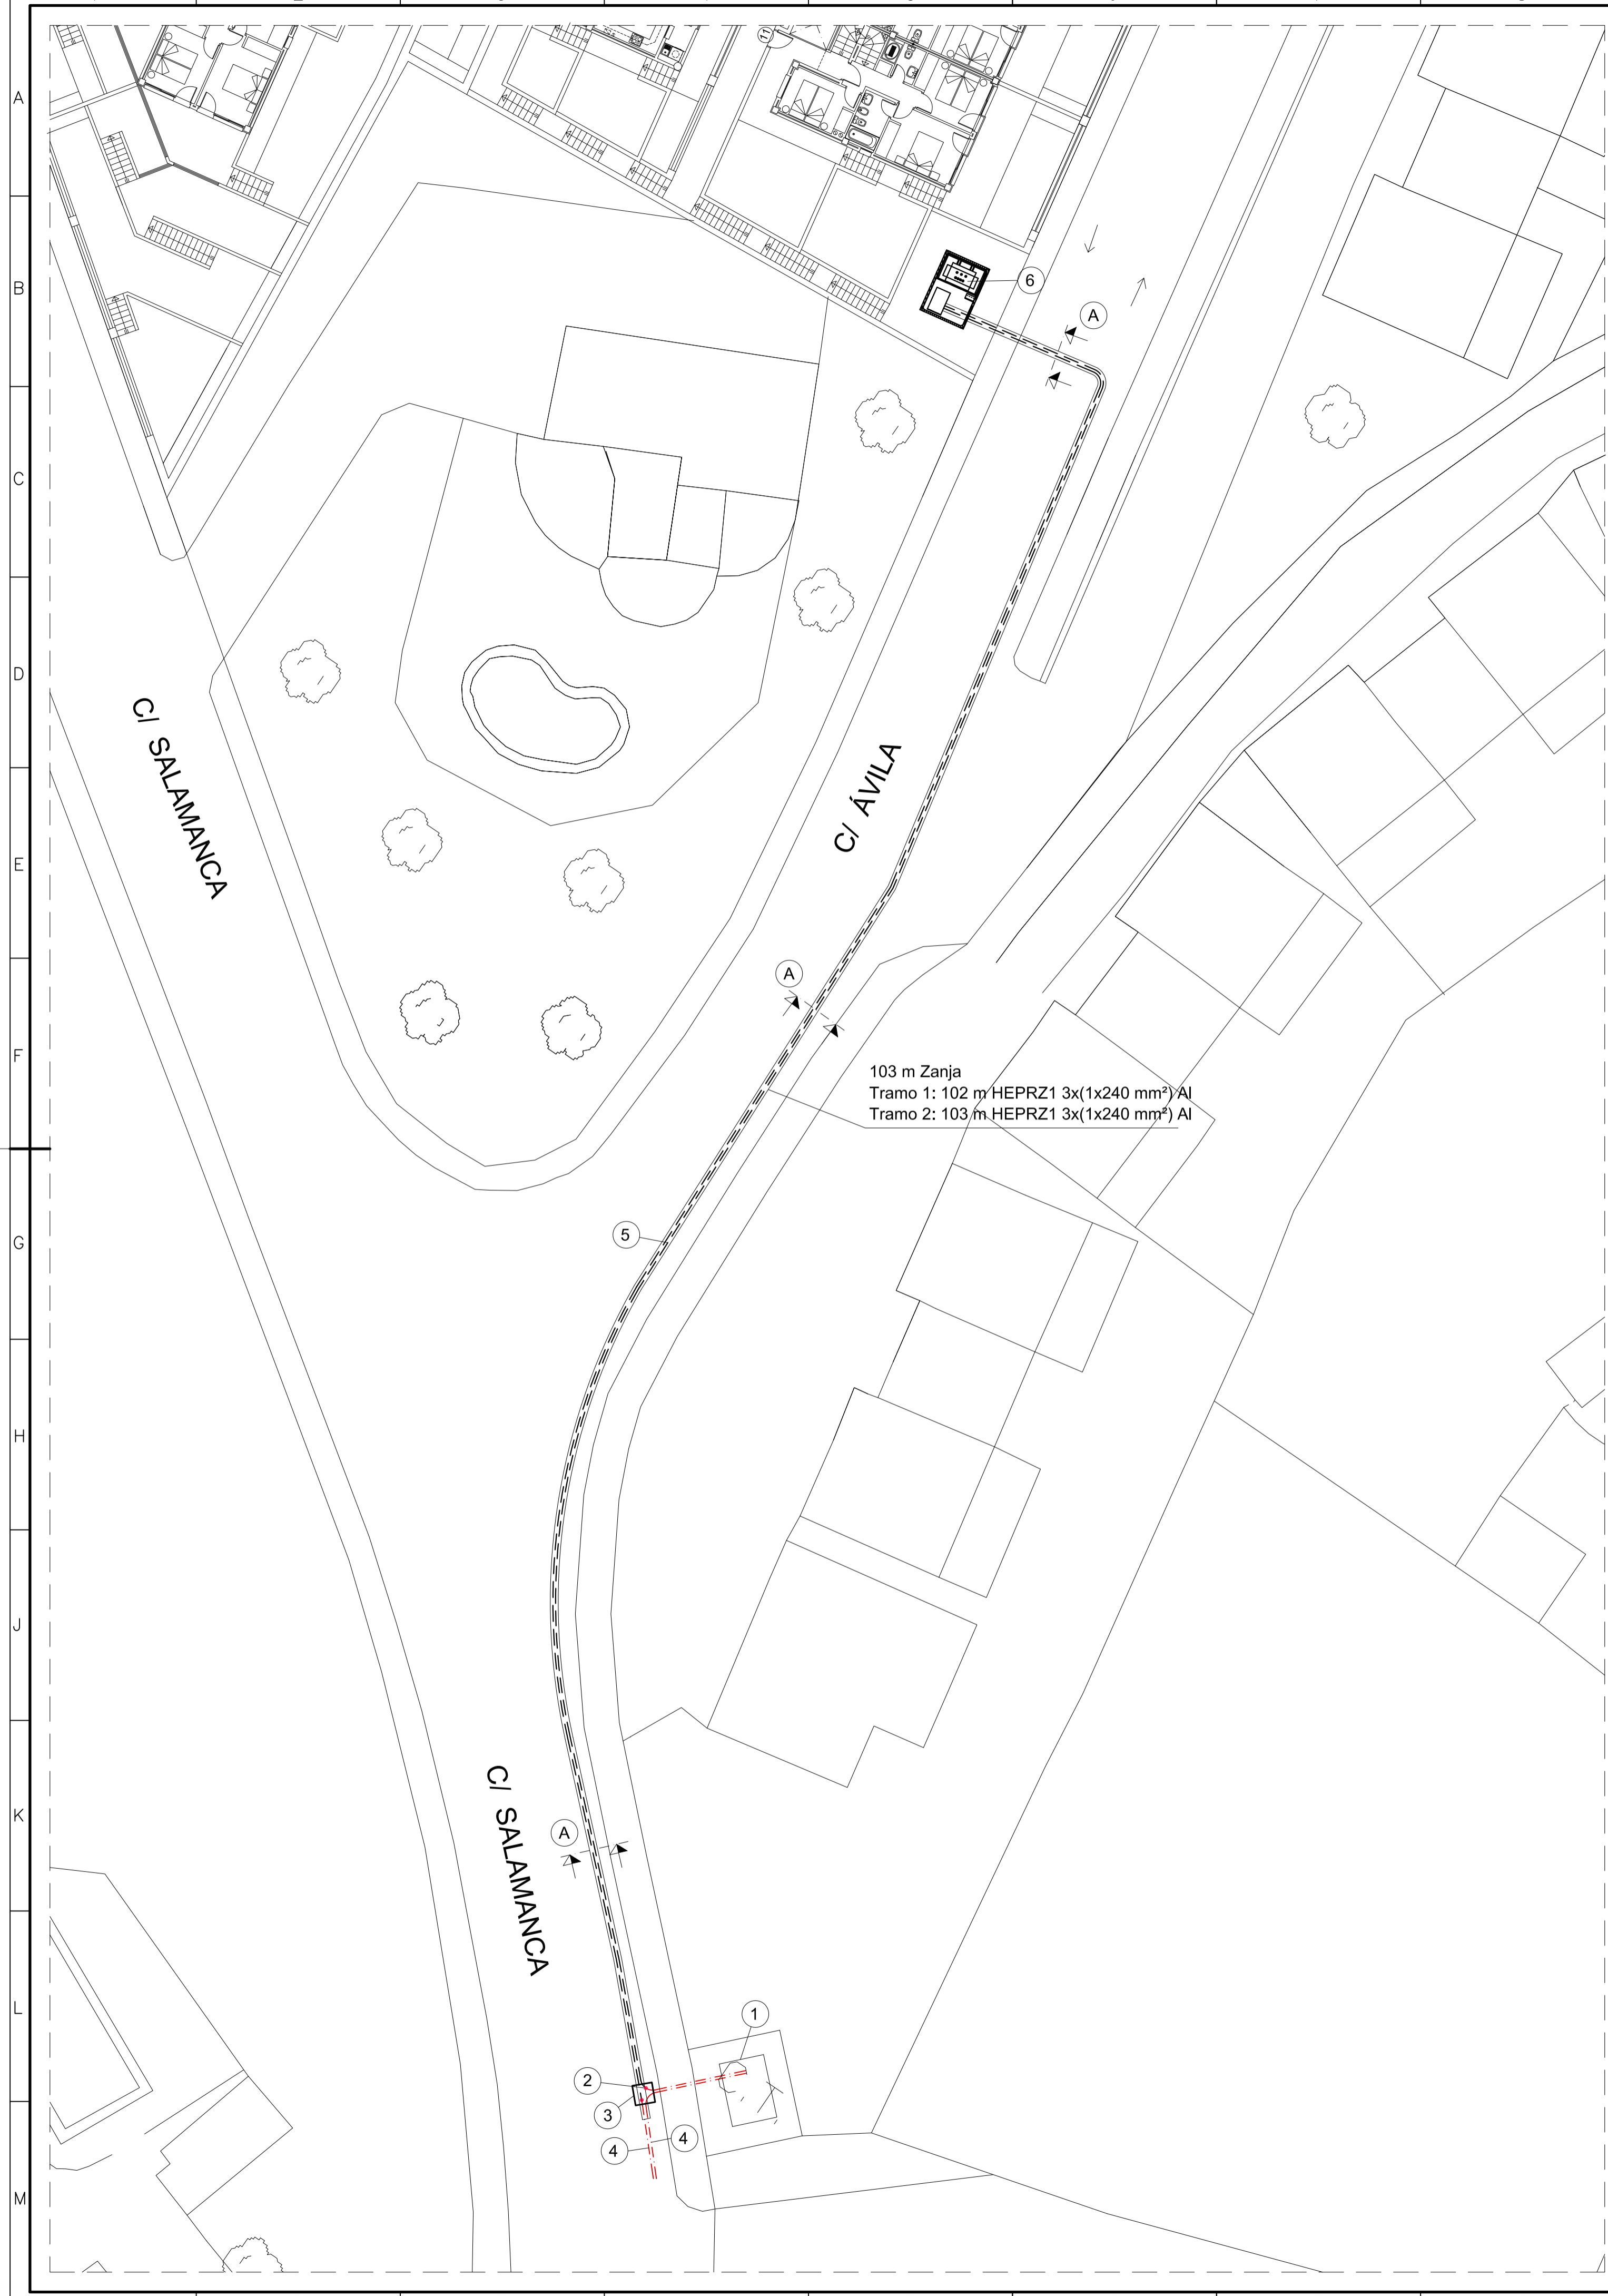 A
11
B
6
A
C
D
C/ SALAMANCA
C/ ÁVILA
E
A
F
103 m Zanja
Tramo 1: 102 m HEPRZ1 3x(1x240 mm²) Al
Tramo 2: 103 m HEPRZ1 3x(1x240 mm²) Al
5
G
H
J
K
C/ SALAMANCA
A
L
1
2
3
4
4
M